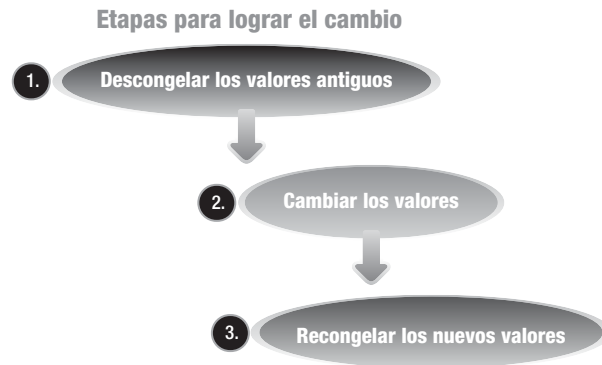 Etapas para lograr el cambio
1. Descongelar los valores antiguos
2. Cambiar los valores
3. Recongelar los nuevos valores